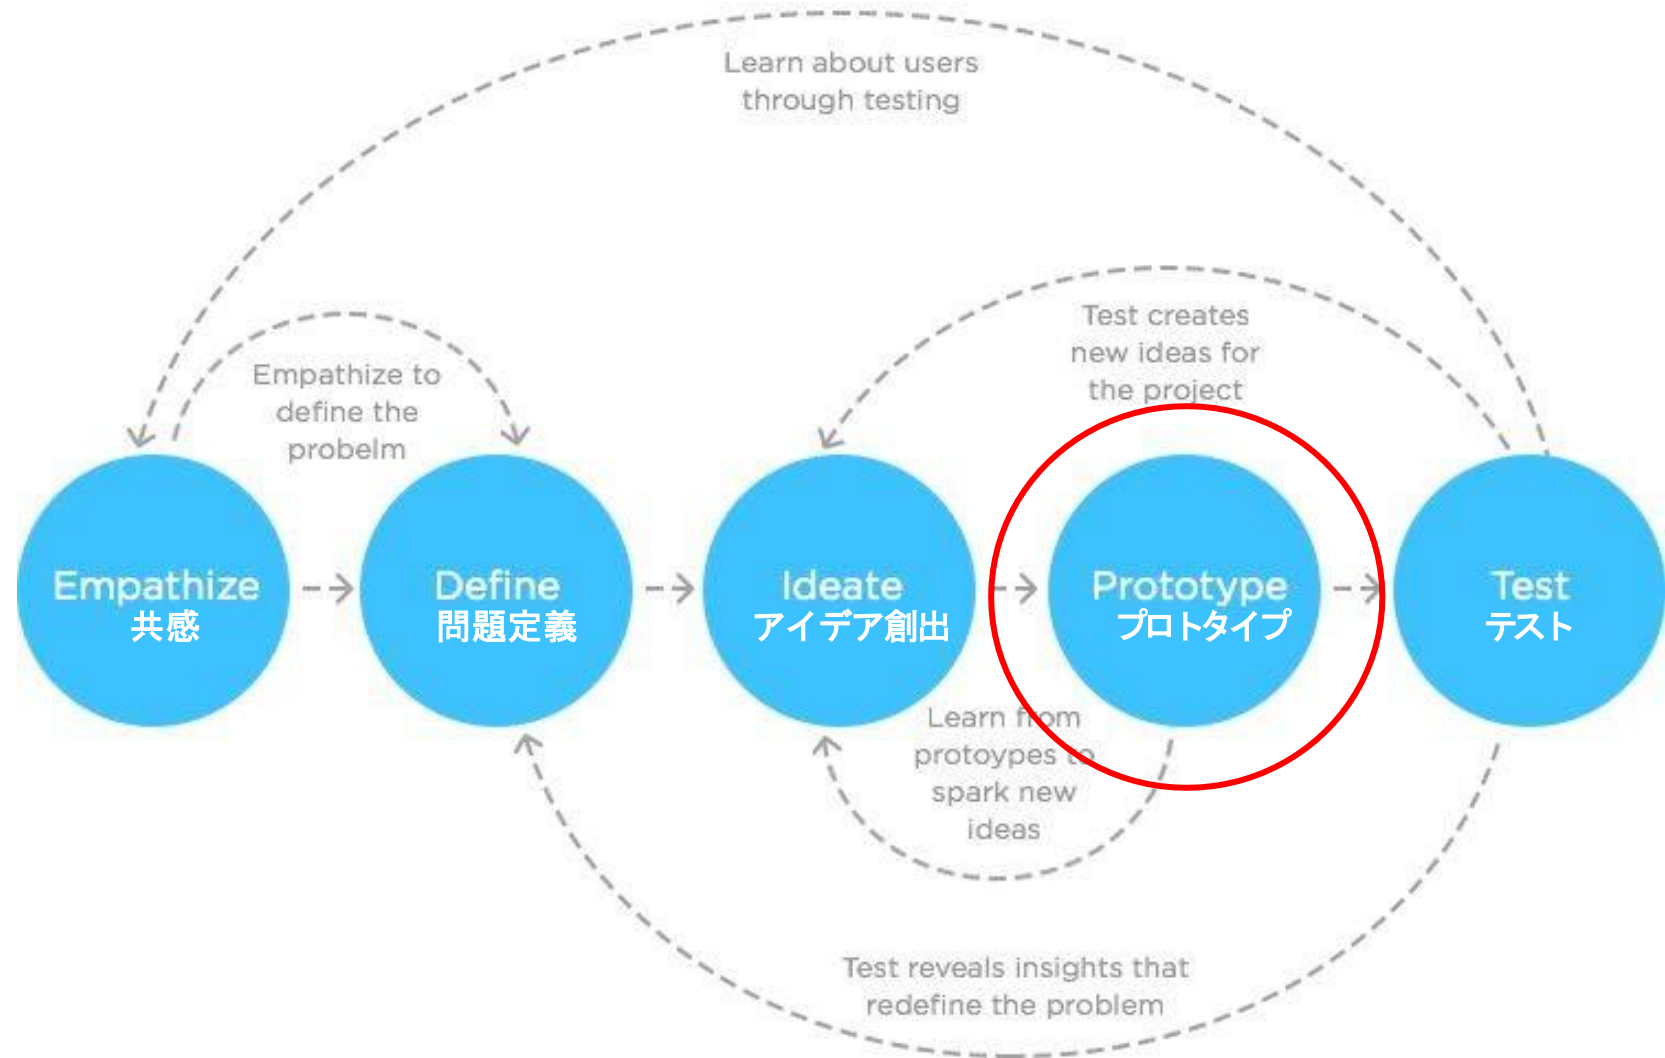 Learn about users
through testing
Test creates
new ideas for
the project
Empathize to
define the
probelm
Empathize
共感
Define
問題定義
Ideate
アイデア創出
Prototype
プロトタイプ
Test
テスト
Learn from
protoypes to
spark new
ideas
Test reveals insights that
redefine the problem